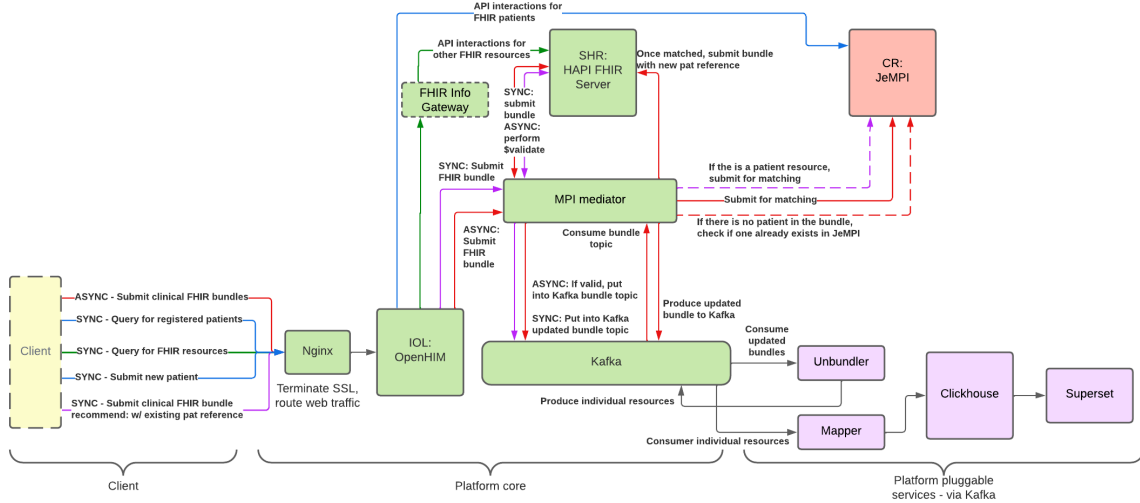 API interactions for
FHIR patients
API interactions for
other FHIR resources
SHR:
HAPI FHIR
Server
Once matched, submit bundle
with new pat reference
CR:
JeMPI
FHIR Info
Gateway
SYNC:
submit
bundle
ASYNC:
perform
$validate
SYNC: Submit
FHIR bundle
If the is a patient resource,
submit for matching
MPI mediator
Submit for matching
ASYNC:
Submit
FHIR
bundle
Consume bundle
topic
If there is no patient in the bundle,
check if one already exists in JeMPI
Client
ASYNC - Submit clinical FHIR bundles
SYNC - Query for registered patients
SYNC - Query for FHIR resources
SYNC - Submit new patient
SYNC - Submit clinical FHIR bundle
recommend: w/ existing pat reference
Nginx
Terminate SSL,
route web traffic
IOL:
OpenHIM
ASYNC: If valid, put
into Kafka bundle topic
SYNC: Put into Kafka
updated bundle topic
Produce updated
bundle to Kafka
Kafka
Consume
updated
bundles
Unbundler
Produce individual resources
Consumer individual resources
Mapper
Clickhouse
Superset
Client
Platform core
Platform pluggable
services - via Kafka